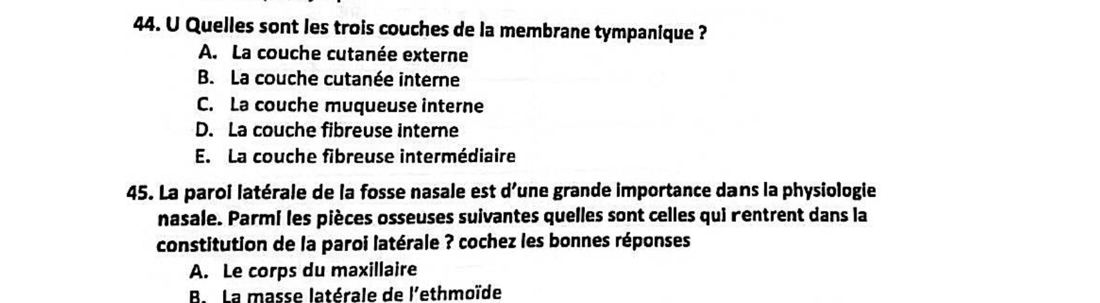 44. U Quelles sont les trois couches de la membrane tympanique ?
A. La couche cutanée externe
B. La couche cutanée interne
C. La couche muqueuse interne
D. La couche fibreuse interne
E. La couche fibreuse intermédiaire
45. La paroi latérale de la fosse nasale est d'une grande importance dans la physiologie
nasale. Parmi les pièces osseuses suivantes quelles sont celles qui rentrent dans la
constitution de la paroi latérale ? cochez les bonnes réponses
A. Le corps du maxillaire
B. La masse latérale de l'ethmoïde